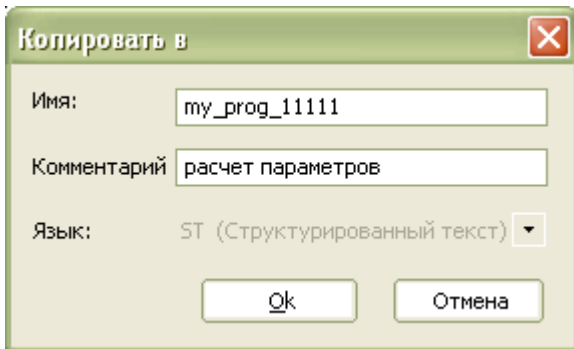 Копировать в
Имя: my_prog_11111
Комментарий расчет параметров
Язык: ST (Структурированный текст)
Ok Отмена